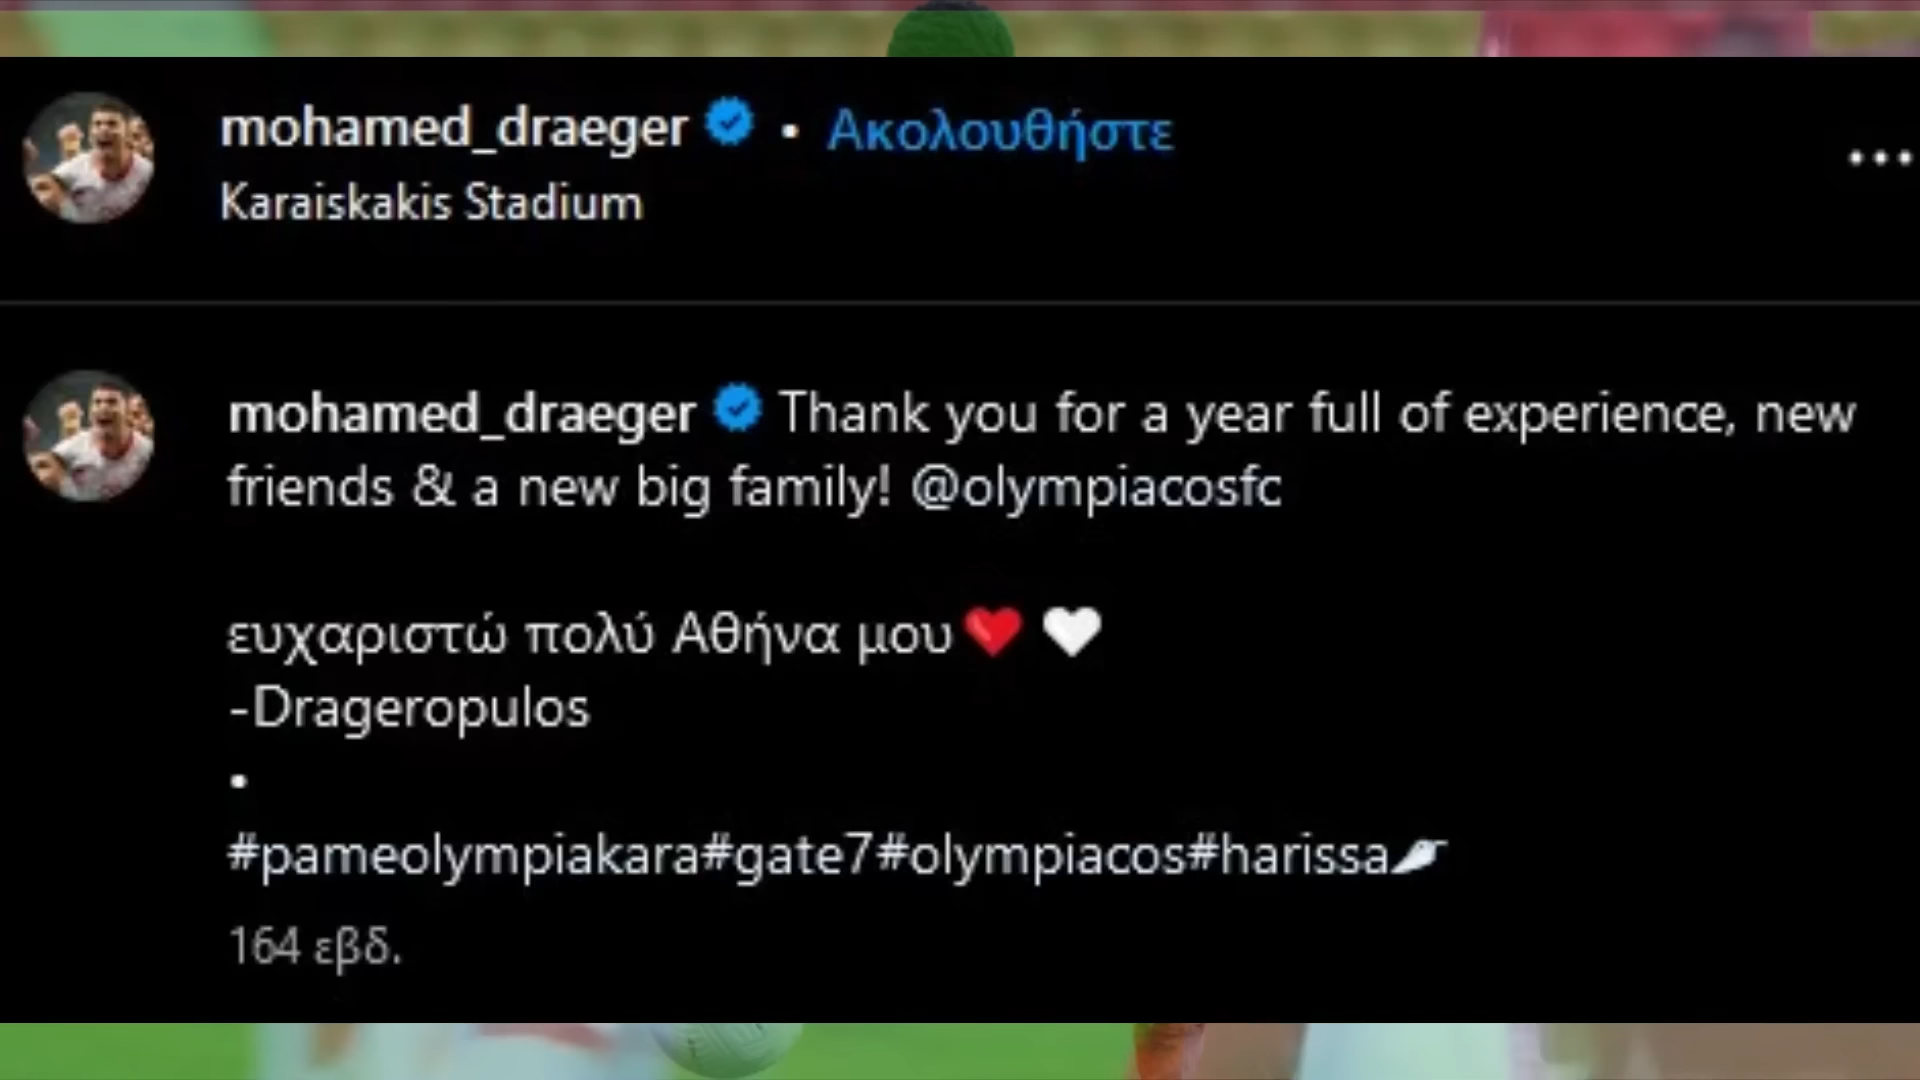 mohamed_draeger • Ακολουθήστε
Karaiskakis Stadium
mohamed_draeger Thank you for a year full of experience, new
friends & a new big family! @olympiacosfc
ευχαριστώ πολύ Αθήνα μου❤️ 🤍
-Drageropulos
•
#pameolympiakara#gate7#olympiacos#harissa
164 εβδ.